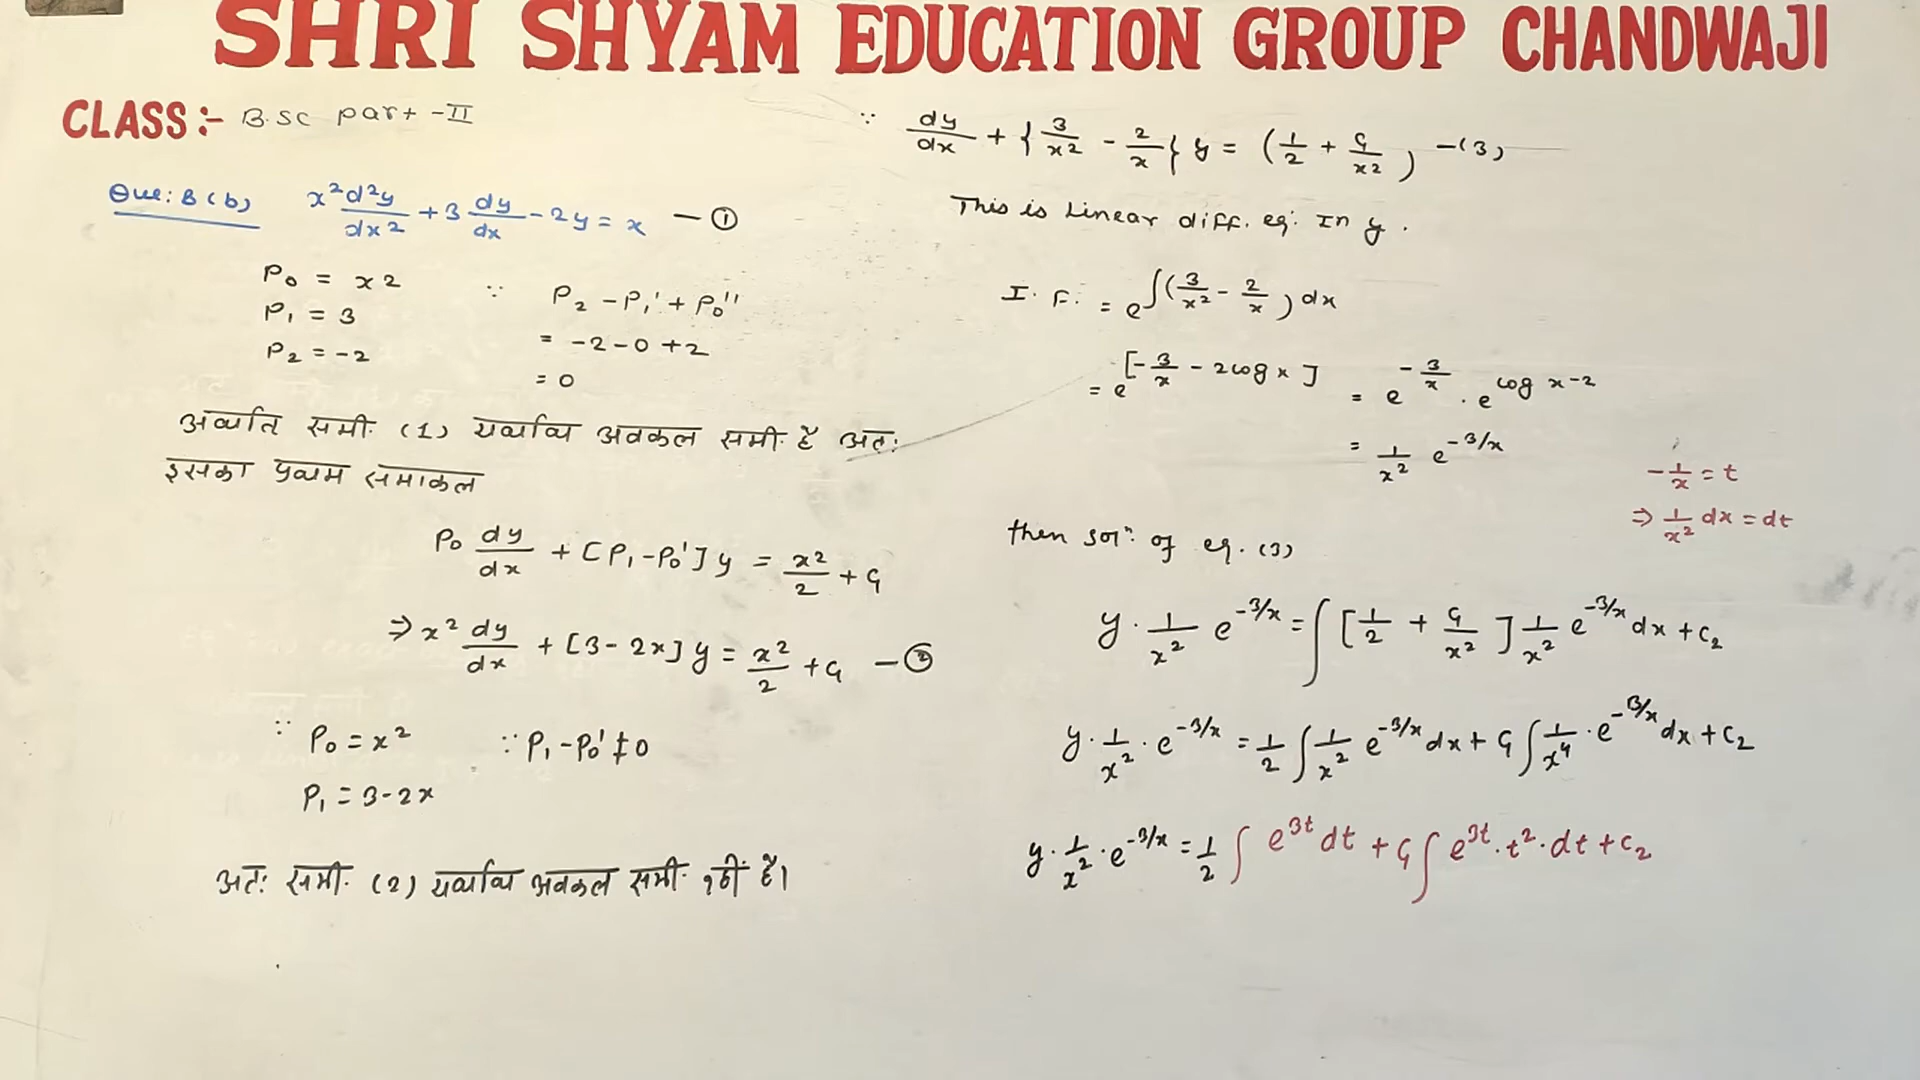 SHRI SHYAM EDUCATION GROUP CHANDWAJI
CLASS:- B.Sc part -II
Que: 8(b) x²d²y/dx² + 3 dy/dx - 2y = x —①
P₀ = x²
P₁ = 3
P₂ = -2
∵ P₂ - P₁' + P₀''
= -2 - 0 + 2
= 0
अर्थात समी. (1) यथार्थ अवकल समी. है अतः
इसका प्रथम समाकल
P₀ dy/dx + [P₁ - P₀'] y = x²/2 + C₁
⇒ x² dy/dx + [3 - 2x] y = x²/2 + C₁ —②
∵ P₀ = x² ∵ P₁ - P₀' ≠ 0
P₁ = 3 - 2x
अतः समी. (2) यथार्थ अवकल समी. नहीं है।
∵ dy/dx + {3/x² - 2/x} y = (1/2 + C₁/x²) —(3)
This is Linear diff. eq. In y.
I. F. = e^∫(3/x² - 2/x) dx
= e^[-3/x - 2log x] = e^-3/x . e^log x-2
= 1/x² e^-3/x
-1/x = t
⇒ 1/x² dx = dt
then solⁿ. of eq. (3)
y . 1/x² e^-3/x = ∫ [1/2 + C₁/x²] 1/x² e^-3/x dx + C₂
y . 1/x² . e^-3/x = 1/2 ∫ 1/x² e^-3/x dx + C₁ ∫ 1/x⁴ . e^-3/x dx + C₂
y . 1/x² . e^-3/x = 1/2 ∫ e^3t dt + C₁ ∫ e^3t . t² . dt + C₂